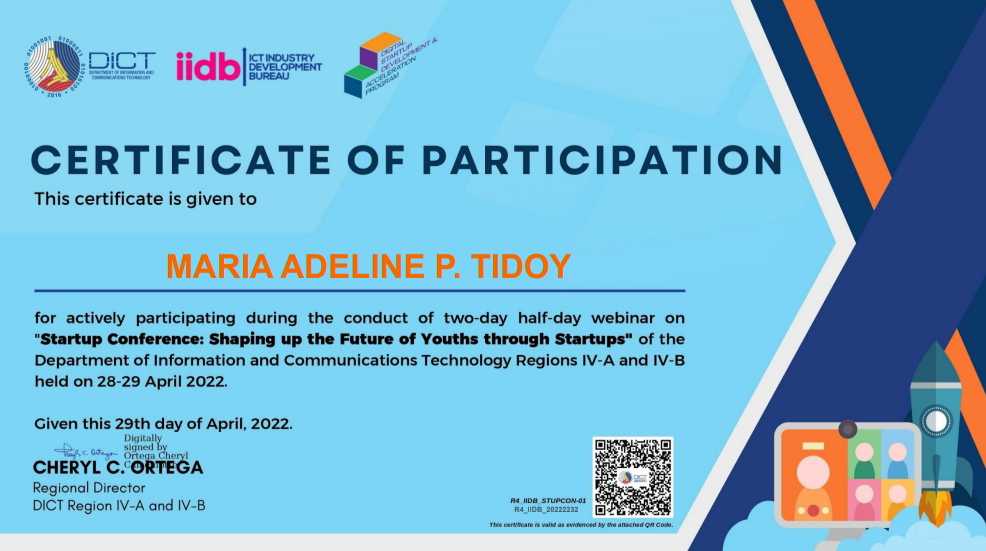 DICT
DEPARTMENT OF INFORMATION AND
COMMUNICATIONS TECHNOLOGY
iidb
ICT INDUSTRY
DEVELOPMENT
BUREAU
DIGITAL
STARTUP
DEVELOPMENT &
ACCELERATION
PROGRAM
CERTIFICATE OF PARTICIPATION
This certificate is given to
MARIA ADELINE P. TIDOY
for actively participating during the conduct of two-day half-day webinar on
"Startup Conference: Shaping up the Future of Youths through Startups" of the
Department of Information and Communications Technology Regions IV-A and IV-B
held on 28-29 April 2022.
Given this 29th day of April, 2022.
Digitally
signed by
Ortega Cheryl
CHERYL C. ORTEGA
Regional Director
DICT Region IV-A and IV-B
R4_IIDB_STUPCON-01
R4_IIDB_20222232
This certificate is valid as evidenced by the attached QR Code.